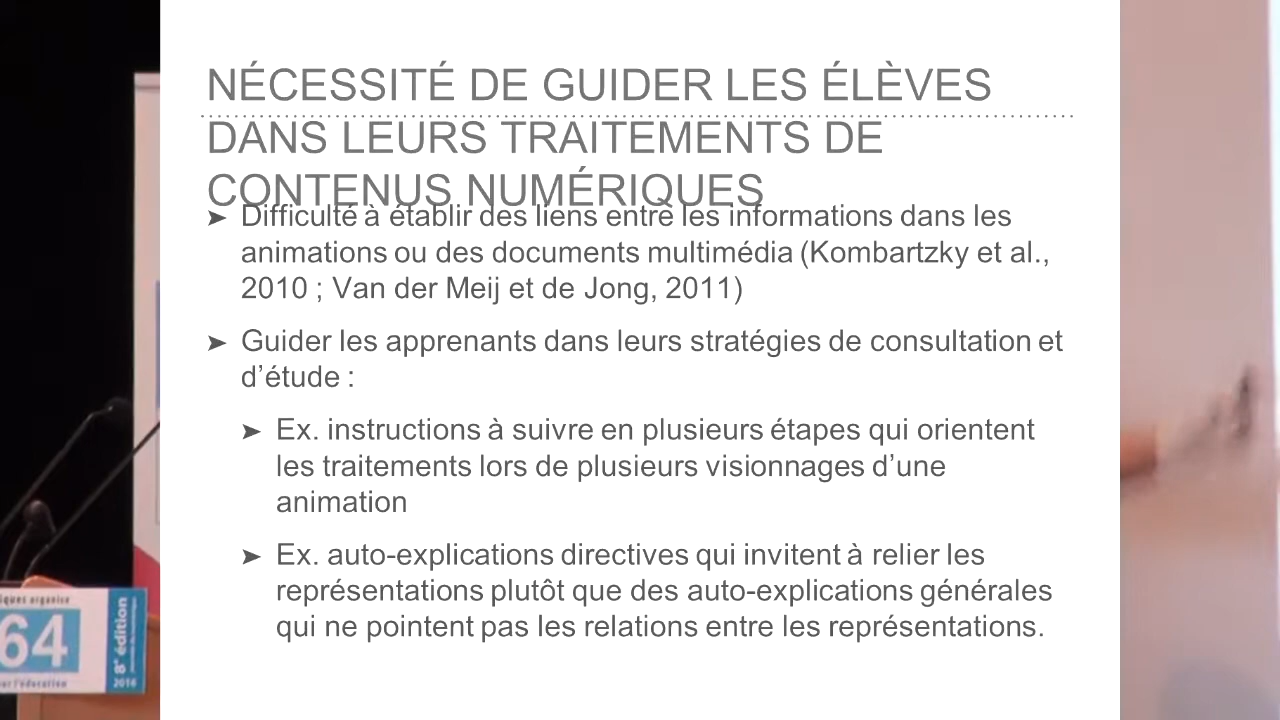 NÉCESSITÉ DE GUIDER LES ÉLÈVES
DANS LEURS TRAITEMENTS DE
CONTENUS NUMÉRIQUES
➤ Difficulté à établir des liens entre les informations dans les
animations ou des documents multimédia (Kombartzky et al.,
2010 ; Van der Meij et de Jong, 2011)
➤ Guider les apprenants dans leurs stratégies de consultation et
d’étude :
➤ Ex. instructions à suivre en plusieurs étapes qui orientent
les traitements lors de plusieurs visionnages d’une
animation
➤ Ex. auto-explications directives qui invitent à relier les
représentations plutôt que des auto-explications générales
qui ne pointent pas les relations entre les représentations.
iques organise
64
l'éducation
8e édition
2016